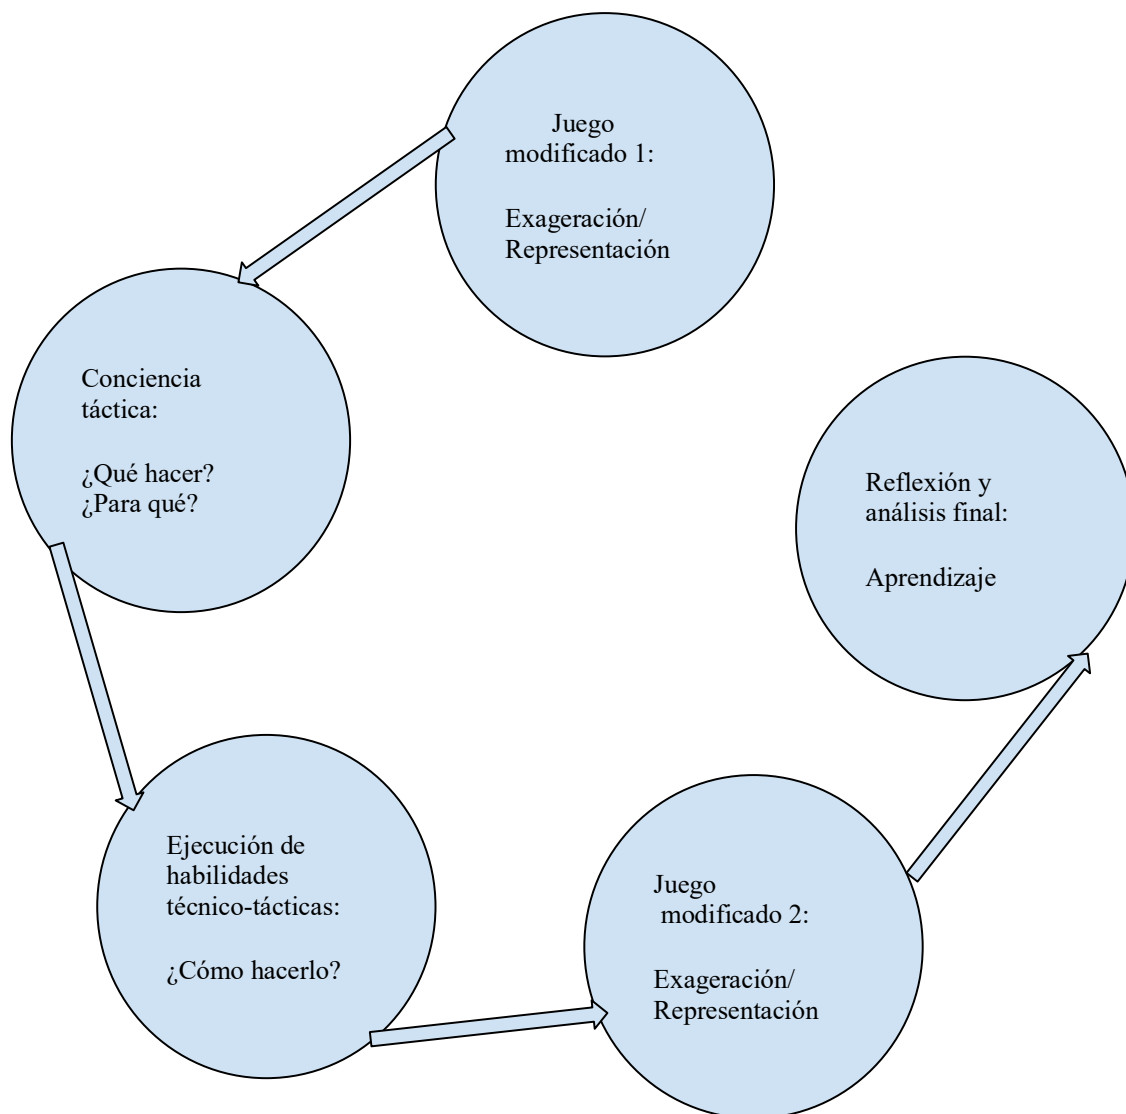 Juego
modificado 1:
Exageración/
Representación
Conciencia
táctica:
¿Qué hacer?
¿Para qué?
Ejecución de
habilidades
técnico-tácticas:
¿Cómo hacerlo?
Juego
modificado 2:
Exageración/
Representación
Reflexión y
análisis final:
Aprendizaje